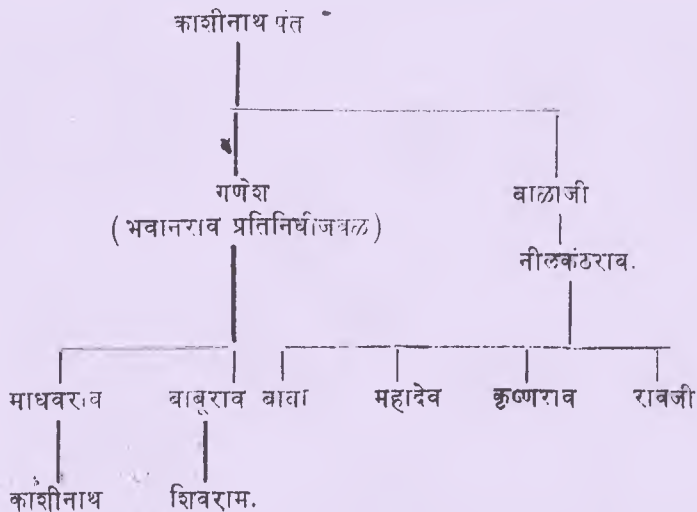 काशीनाथ पंत
गणेश बाळाजी
(भवानराव प्रतिनिधीजवळ)
नीलकंठराव.
माधवराव बाबूराव बावा महादेव कृष्णराव रावजी
काशीनाथ शिवराम.